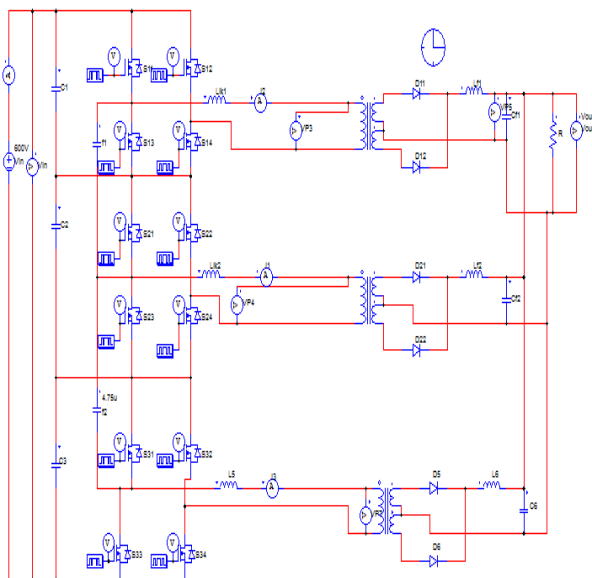 V
V
S11
S12
D11
Lf1
C1
Llk1
I2
A
VP5
Cf1
Vou
Vou
R
V
V
VP3
f1
S13
S14
600V
Vin
Vin
D12
V
V
C2
S21
S22
Llk2
I1
A
D21
Lf2
V
V
VP4
Cf2
S23
S24
D22
4.75u
f2
V
V
C3
S31
S32
L5
I3
A
D5
L6
C6
V
V
S33
S34
D6